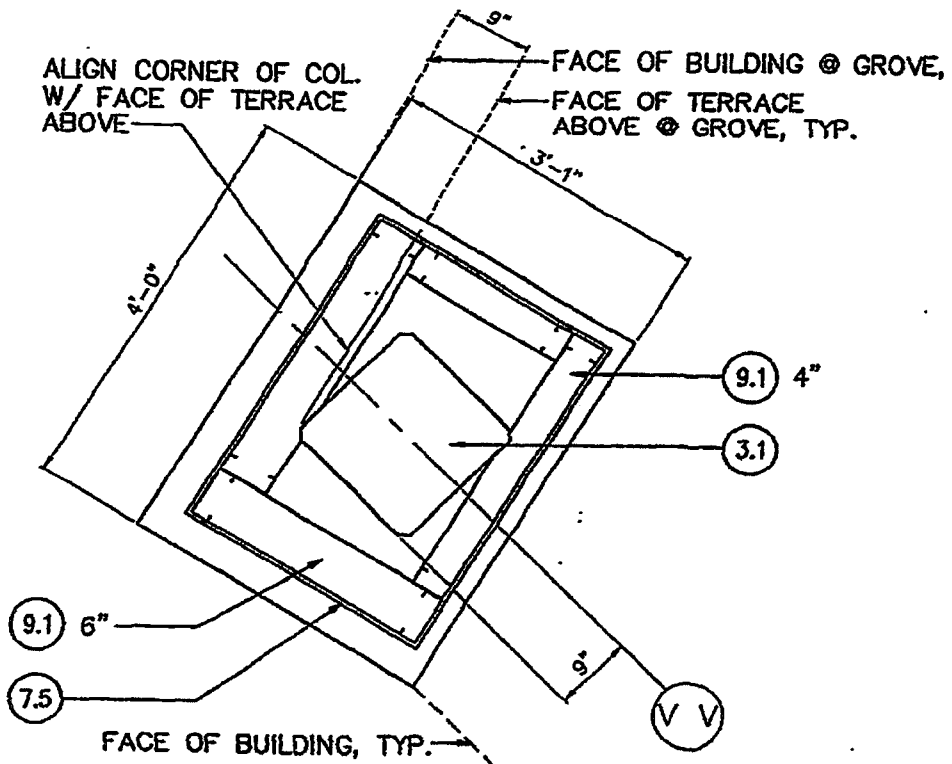 9"
ALIGN CORNER OF COL.
W/ FACE OF TERRACE
ABOVE
FACE OF BUILDING @ GROVE,
FACE OF TERRACE
ABOVE @ GROVE, TYP.
3'-1"
4'-0"
9.1 4"
3.1
9.1 6"
7.5
9"
V V
FACE OF BUILDING, TYP.